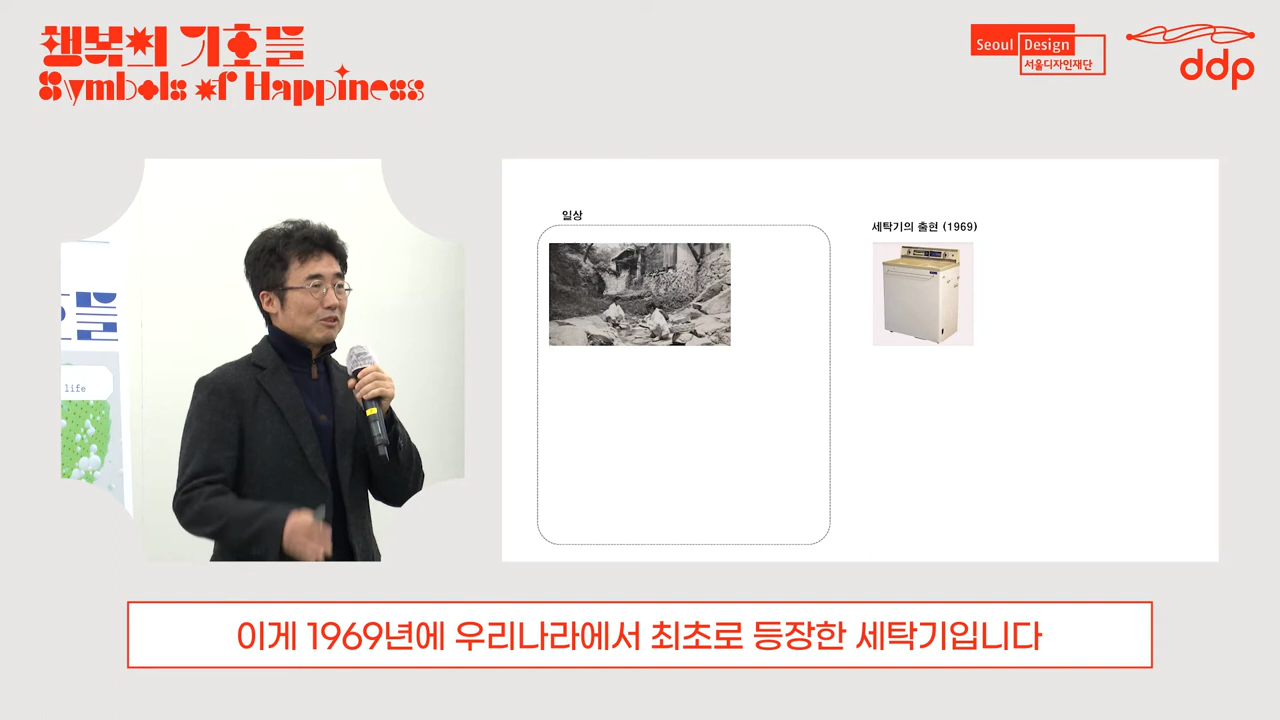 행복의 기호들
Symbols of Happiness
Seoul Design
서울디자인재단
ddp
일상
세탁기의 출현 (1969)
호들
life
이게 1969년에 우리나라에서 최초로 등장한 세탁기입니다